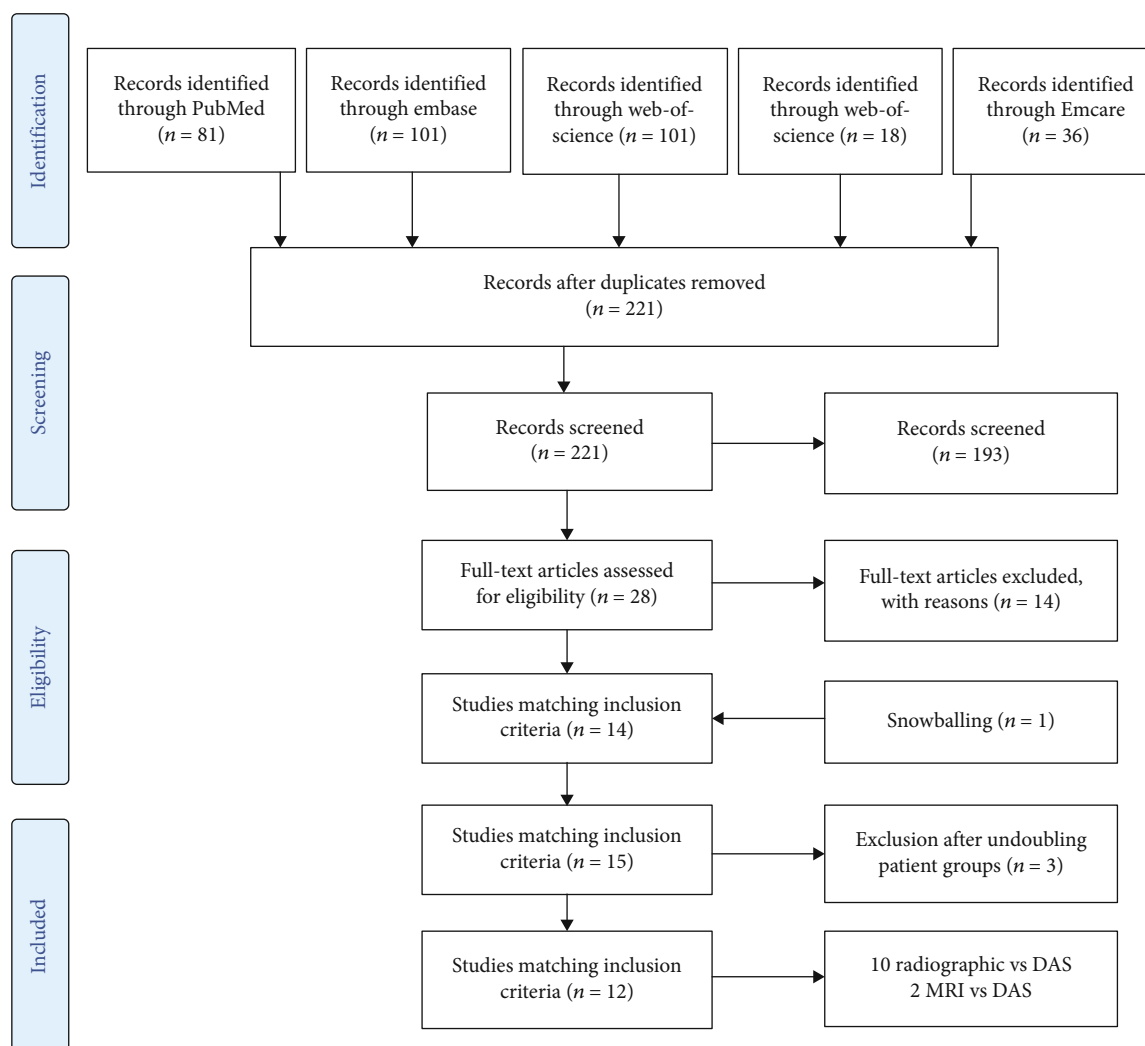 Identification
Records identified
through PubMed
(n = 81)
Records identified
through embase
(n = 101)
Records identified
through web-of-
science (n = 101)
Records identified
through web-of-
science (n = 18)
Records identified
through Emcare
(n = 36)
Screening
Records after duplicates removed
(n = 221)
Records screened
(n = 221)
Records screened
(n = 193)
Eligibility
Full-text articles assessed
for eligibility (n = 28)
Full-text articles excluded,
with reasons (n = 14)
Studies matching inclusion
criteria (n = 14)
Snowballing (n = 1)
Included
Studies matching inclusion
criteria (n = 15)
Exclusion after undoubling
patient groups (n = 3)
Studies matching inclusion
criteria (n = 12)
10 radiographic vs DAS
2 MRI vs DAS